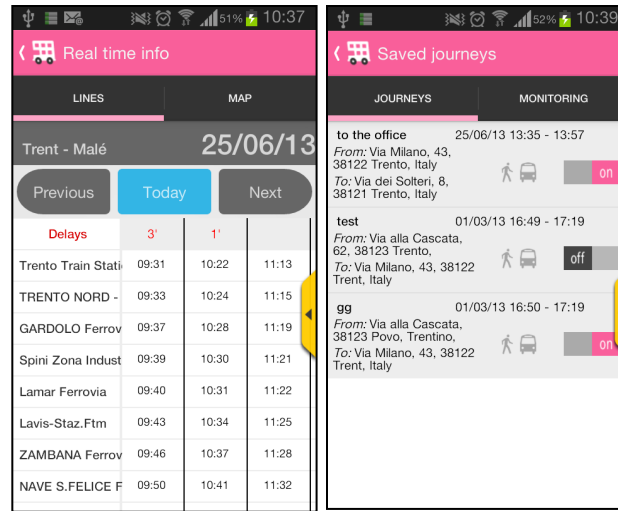 51% 10:37
Real time info
LINES MAP
Trent - Malé 25/06/13
Previous Today Next
Delays 3' 1'
Trento Train Stati 09:31 10:22 11:13
TRENTO NORD - 09:33 10:24 11:15
GARDOLO Ferrov 09:37 10:28 11:19
Spini Zona Indust 09:39 10:30 11:21
Lamar Ferrovia 09:40 10:31 11:22
Lavis-Staz.Ftm 09:43 10:34 11:25
ZAMBANA Ferrov 09:46 10:37 11:28
NAVE S.FELICE F 09:50 10:41 11:32
52% 10:39
Saved journeys
JOURNEYS MONITORING
to the office 25/06/13 13:35 - 13:57
From: Via Milano, 43,
38122 Trento, Italy
To: Via dei Solteri, 8,
38121 Trento, Italy
on
test 01/03/13 16:49 - 17:19
From: Via alla Cascata,
62, 38123 Trento,
To: Via Milano, 43, 38122
Trent, Italy
off
gg 01/03/13 16:50 - 17:19
From: Via alla Cascata,
38123 Povo, Trentino,
To: Via Milano, 43, 38122
Trent, Italy
on